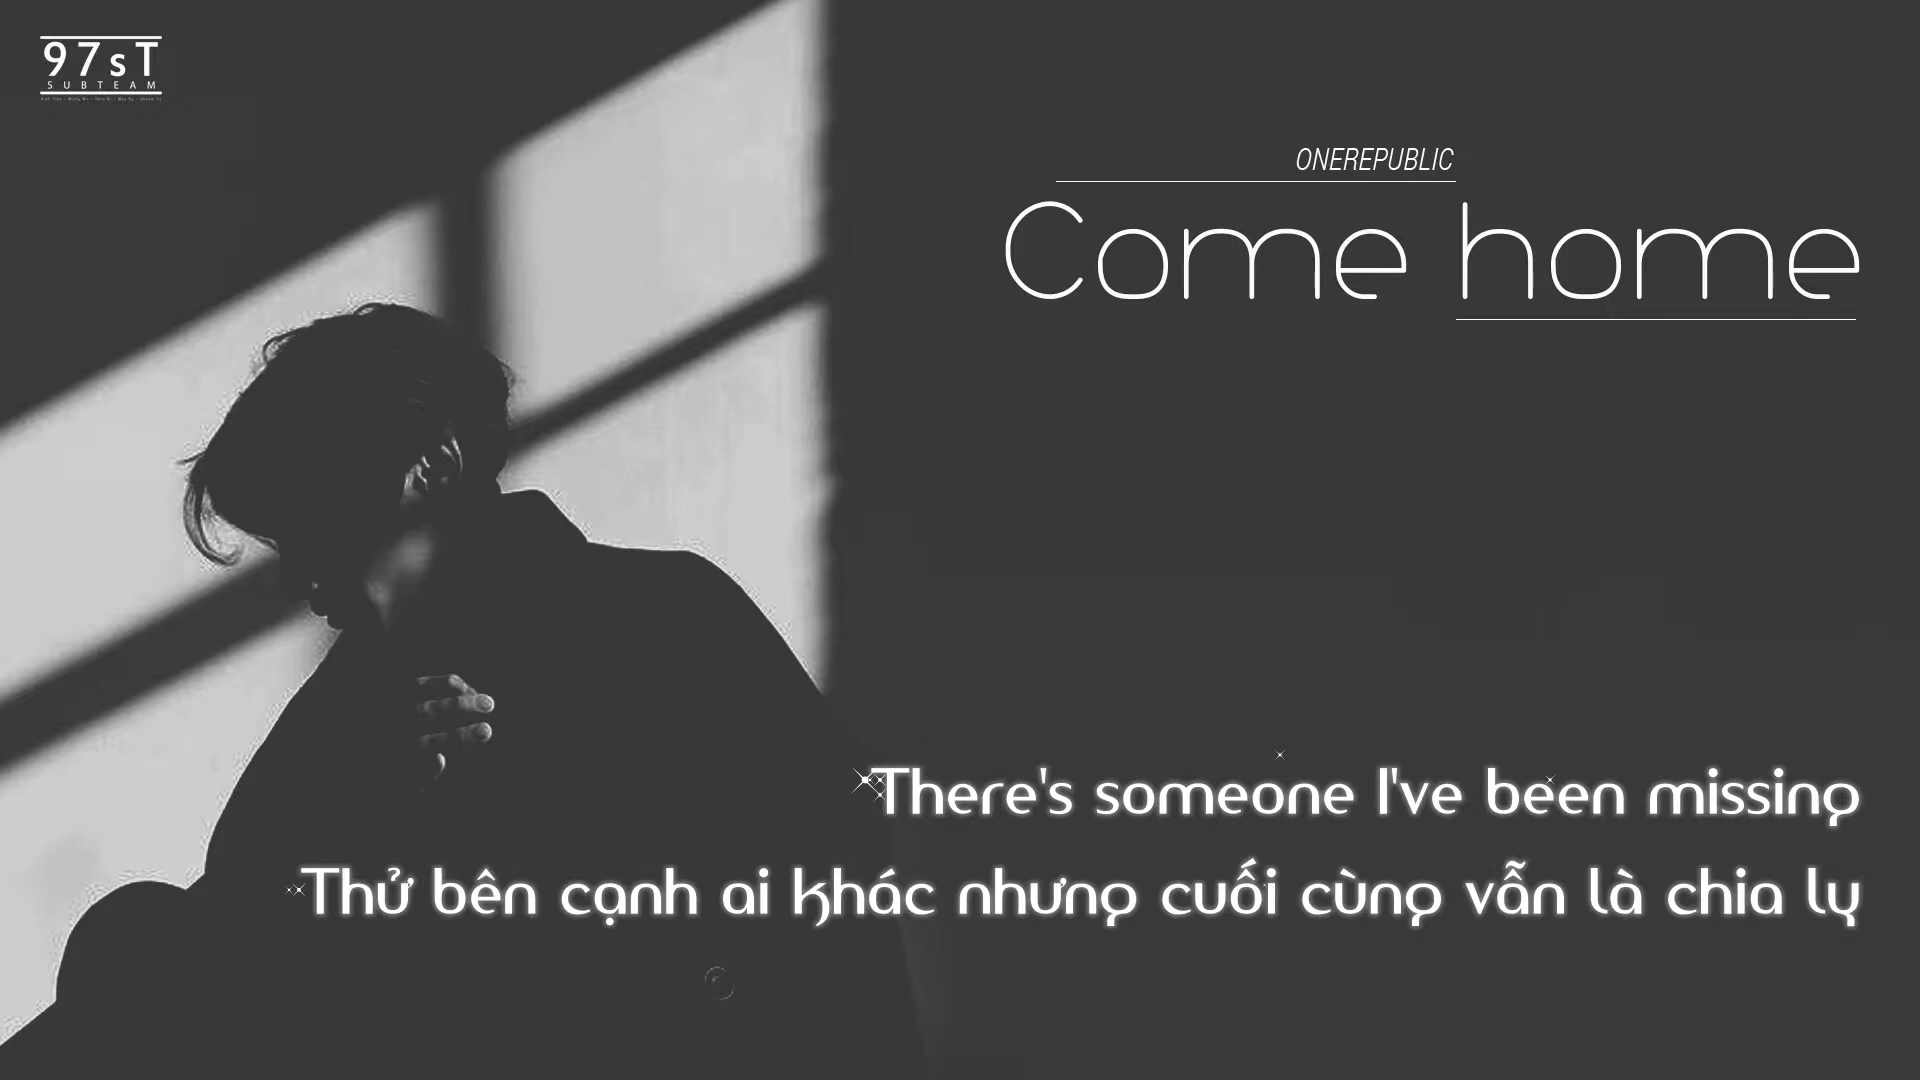 97sT
SUBTEAM
ONEREPUBLIC
Come home
There's someone I've been missing
Thử bên cạnh ai khác nhưng cuối cùng vẫn là chia ly